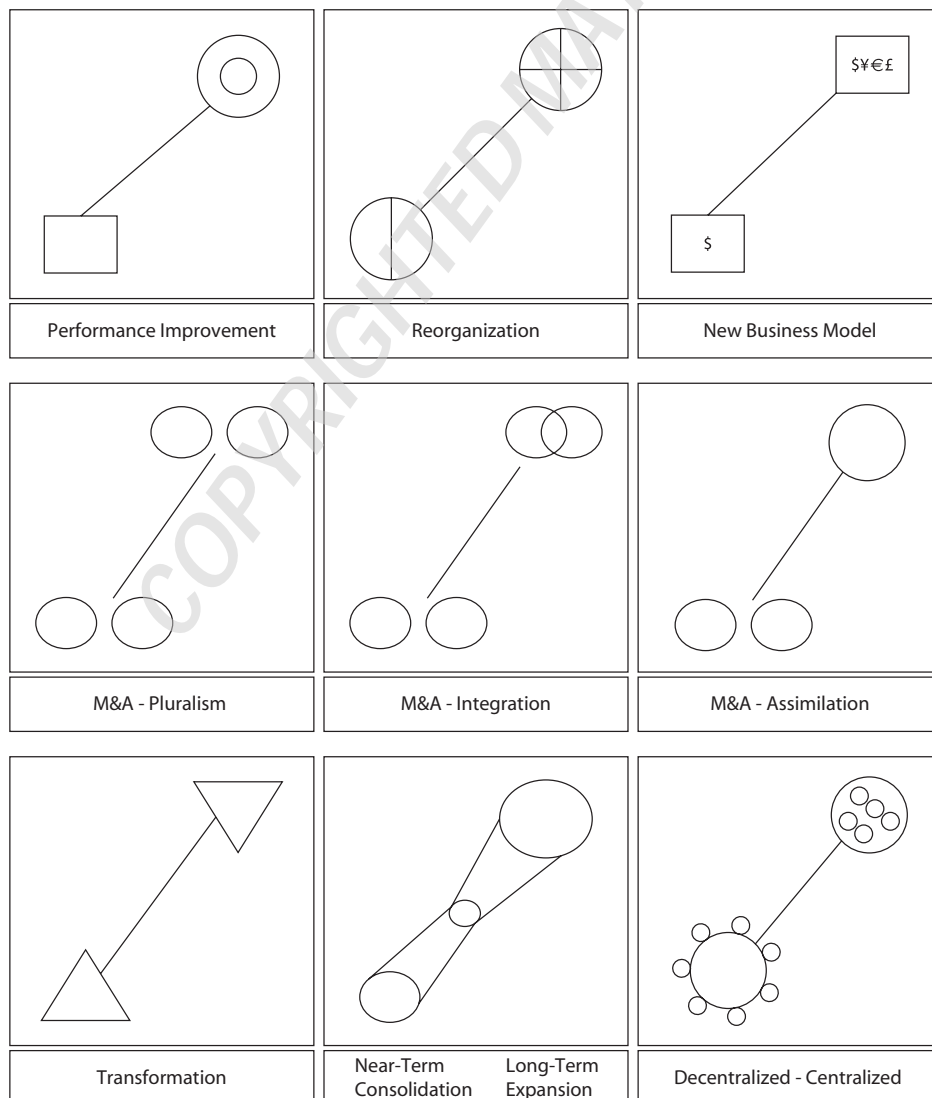 $¥€£
$
Performance Improvement
Reorganization
New Business Model
M&A - Pluralism
M&A - Integration
M&A - Assimilation
Transformation
Near-Term Long-Term
Consolidation Expansion
Decentralized - Centralized
COPYRIGHTED MAT